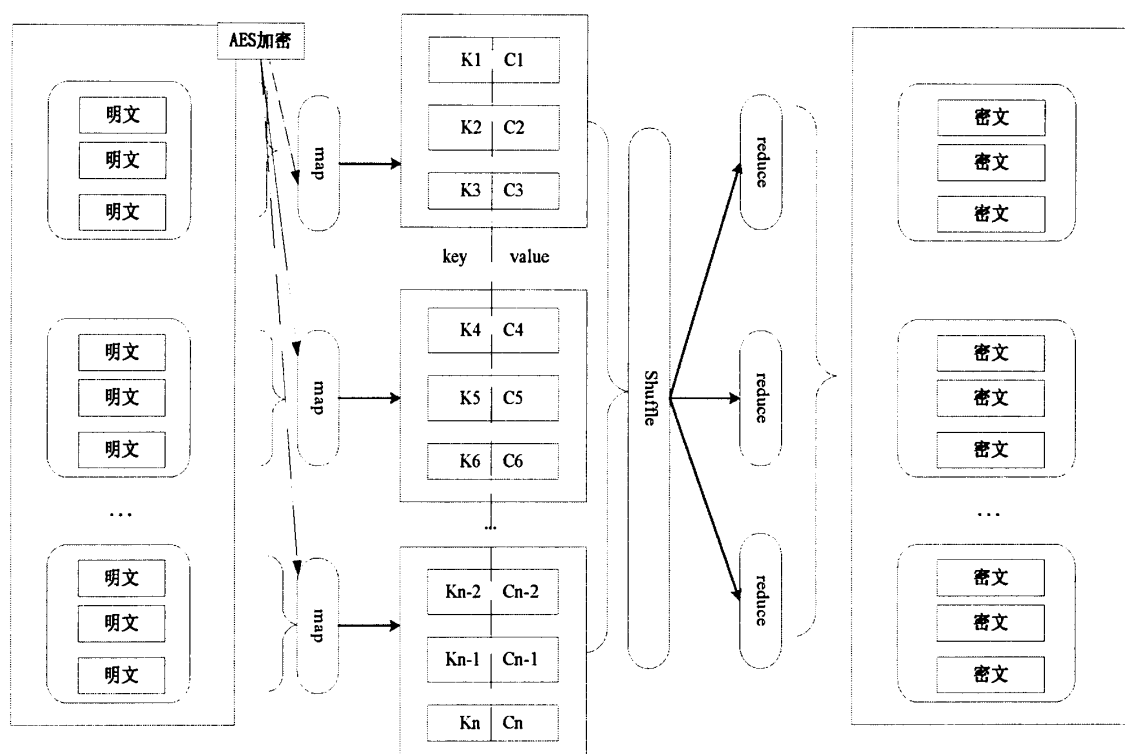 AES加密
明文
明文
明文
明文
明文
明文
...
明文
明文
明文
map
map
map
K1 C1
K2 C2
K3 C3
key value
K4 C4
K5 C5
K6 C6
...
Kn-2 Cn-2
Kn-1 Cn-1
Kn Cn
Shuffle
reduce
reduce
reduce
密文
密文
密文
密文
密文
密文
...
密文
密文
密文